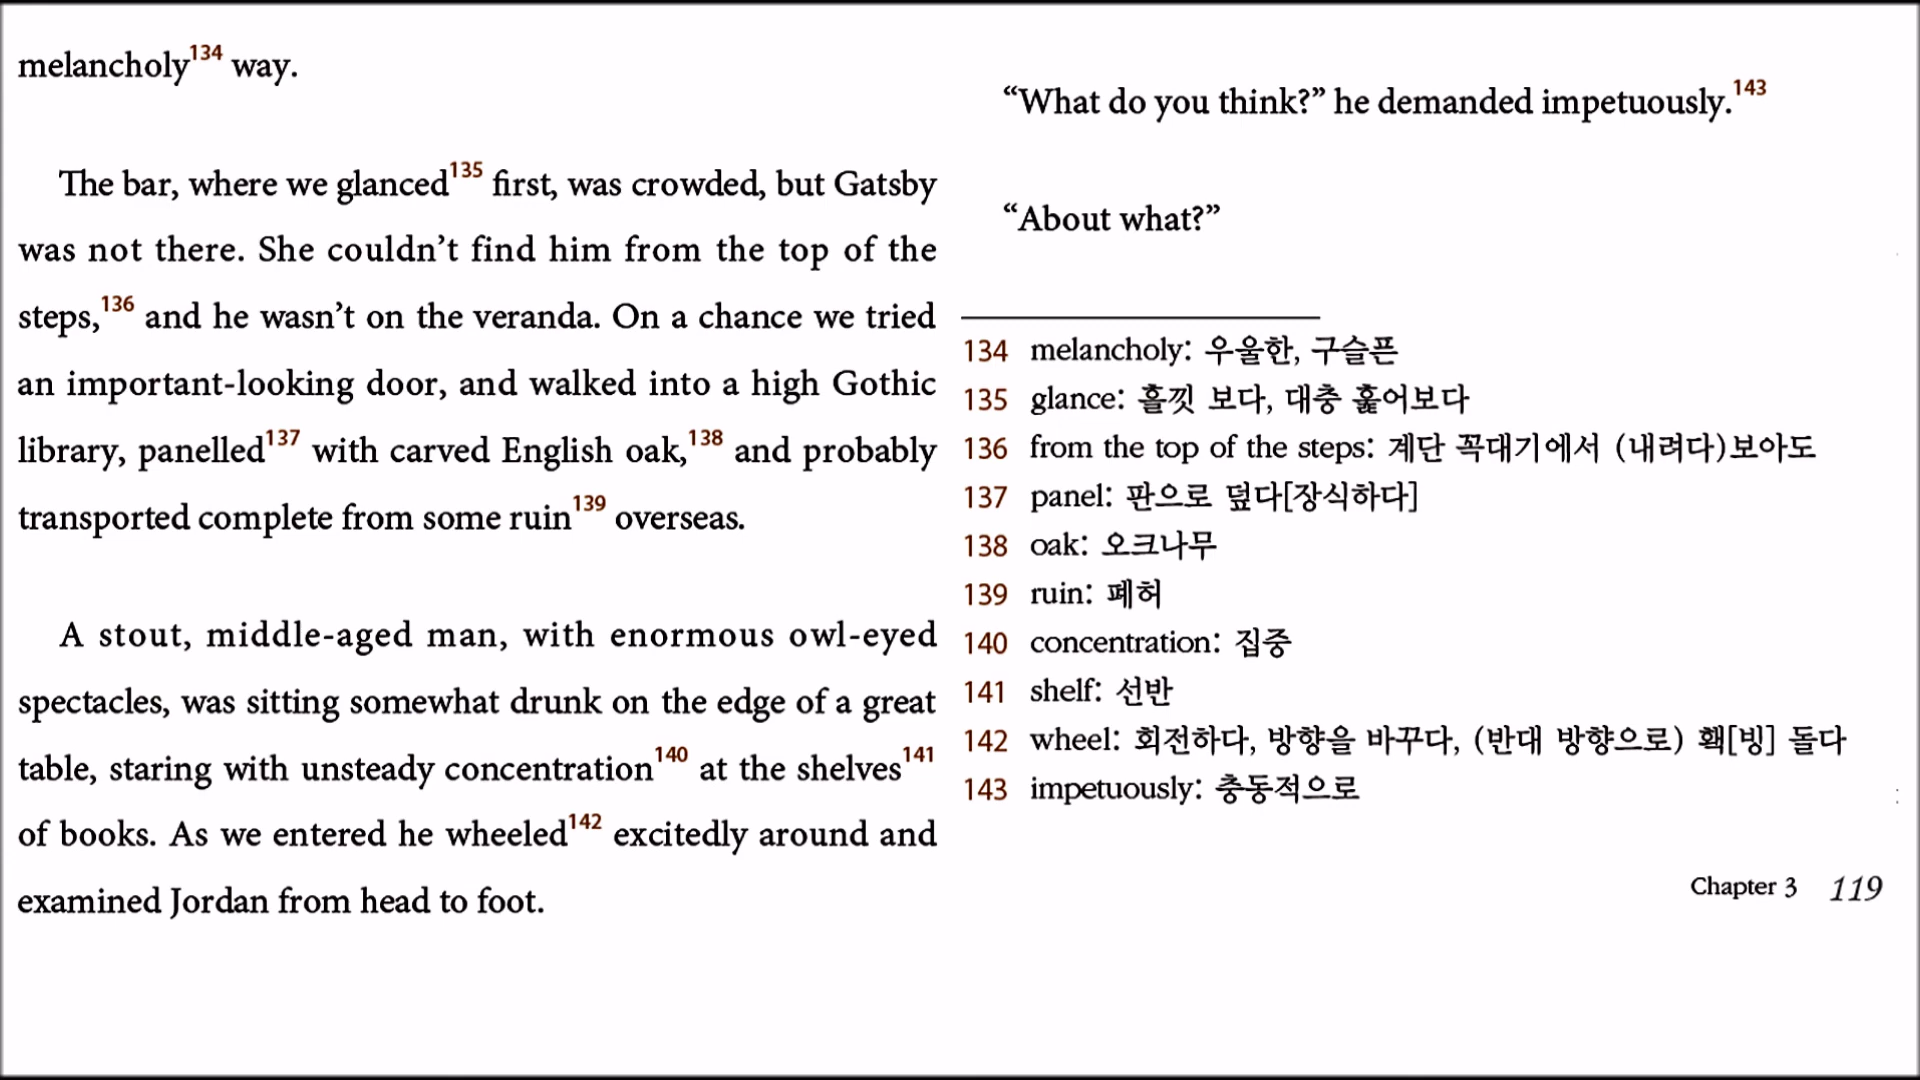 melancholy134 way.
The bar, where we glanced135 first, was crowded, but Gatsby
was not there. She couldn’t find him from the top of the
steps,136 and he wasn’t on the veranda. On a chance we tried
an important-looking door, and walked into a high Gothic
library, panelled137 with carved English oak,138 and probably
transported complete from some ruin139 overseas.
A stout, middle-aged man, with enormous owl-eyed
spectacles, was sitting somewhat drunk on the edge of a great
table, staring with unsteady concentration140 at the shelves141
of books. As we entered he wheeled142 excitedly around and
examined Jordan from head to foot.
“What do you think?” he demanded impetuously.143
“About what?”
134 melancholy: 우울한, 구슬픈
135 glance: 흘낏 보다, 대충 훑어보다
136 from the top of the steps: 계단 꼭대기에서 (내려다)보아도
137 panel: 판으로 덮다[장식하다]
138 oak: 오크나무
139 ruin: 폐허
140 concentration: 집중
141 shelf: 선반
142 wheel: 회전하다, 방향을 바꾸다, (반대 방향으로) 홱[빙] 돌다
143 impetuously: 충동적으로
Chapter 3 119